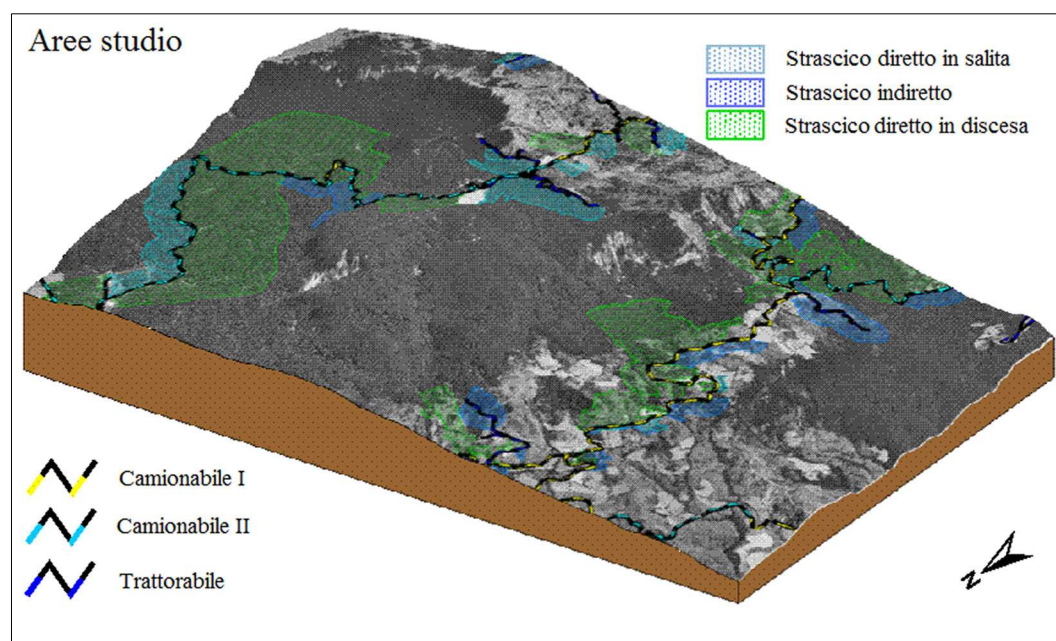 Aree studio
Strascico diretto in salita
Strascico indiretto
Strascico diretto in discesa
Camionabile I
Camionabile II
Trattorabile
N